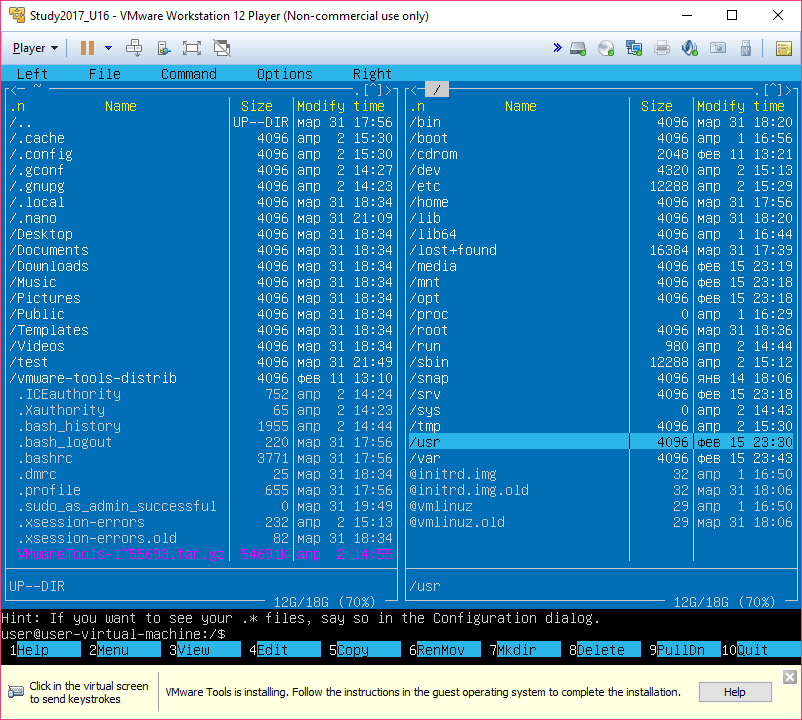 Study2017_U16 - VMware Workstation 12 Player (Non-commercial use only)
Player
Left File Command Options Right
<─ ~ .[^]>
.n Name Size Modify time
/.. UP--DIR мар 31 17:56
/.cache 4096 апр 2 15:30
/.config 4096 апр 2 15:30
/.gconf 4096 апр 2 14:27
/.gnupg 4096 апр 2 14:23
/.local 4096 мар 31 18:34
/.nano 4096 мар 31 21:09
/Desktop 4096 мар 31 18:34
/Documents 4096 мар 31 18:34
/Downloads 4096 мар 31 18:34
/Music 4096 мар 31 18:34
/Pictures 4096 мар 31 18:34
/Public 4096 мар 31 18:34
/Templates 4096 мар 31 18:34
/Videos 4096 мар 31 18:34
/test 4096 мар 31 21:49
/vmware-tools-distrib 4096 фев 11 13:10
.ICEauthority 752 апр 2 14:24
.Xauthority 65 апр 2 14:23
.bash_history 1955 апр 2 14:44
.bash_logout 220 мар 31 17:56
.bashrc 3771 мар 31 17:56
.dmrc 25 мар 31 18:34
.profile 655 мар 31 17:56
.sudo_as_admin_successful 0 мар 31 19:49
.xsession-errors 232 апр 2 15:13
.xsession-errors.old 82 мар 31 18:34
VMwareTools-1~55693.tar.gz 54691K апр 2 14:55
UP--DIR
12G/18G (70%)
<─ / .[^]>
.n Name Size Modify time
/bin 4096 мар 31 18:20
/boot 4096 апр 1 16:56
/cdrom 2048 фев 11 13:21
/dev 4320 апр 2 15:13
/etc 12288 апр 2 15:29
/home 4096 мар 31 17:56
/lib 4096 мар 31 18:20
/lib64 4096 апр 1 16:44
/lost+found 16384 мар 31 17:39
/media 4096 фев 15 23:19
/mnt 4096 фев 15 23:18
/opt 4096 фев 15 23:18
/proc 0 апр 1 16:29
/root 4096 мар 31 18:36
/run 980 апр 2 14:44
/sbin 12288 апр 2 15:12
/snap 4096 янв 14 18:06
/srv 4096 фев 15 23:18
/sys 0 апр 2 14:43
/tmp 4096 апр 2 15:30
/usr 4096 фев 15 23:30
/var 4096 фев 15 23:43
@initrd.img 32 апр 1 16:50
@initrd.img.old 32 мар 31 18:06
@vmlinuz 29 апр 1 16:50
@vmlinuz.old 29 мар 31 18:06
/usr
12G/18G (70%)
Hint: If you want to see your .* files, say so in the Configuration dialog.
user@user-virtual-machine:/$
1Help 2Menu 3View 4Edit 5Copy 6RenMov 7Mkdir 8Delete 9PullDn 10Quit
Click in the virtual screen
to send keystrokes
VMware Tools is installing. Follow the instructions in the guest operating system to complete the installation.
Help